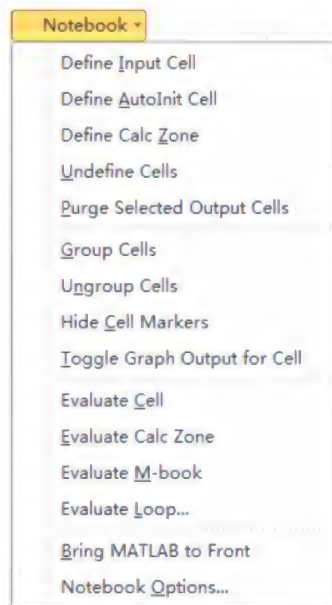 Notebook
Define Input Cell
Define AutoInit Cell
Define Calc Zone
Undefine Cells
Purge Selected Output Cells
Group Cells
Ungroup Cells
Hide Cell Markers
Toggle Graph Output for Cell
Evaluate Cell
Evaluate Calc Zone
Evaluate M-book
Evaluate Loop...
Bring MATLAB to Front
Notebook Options...